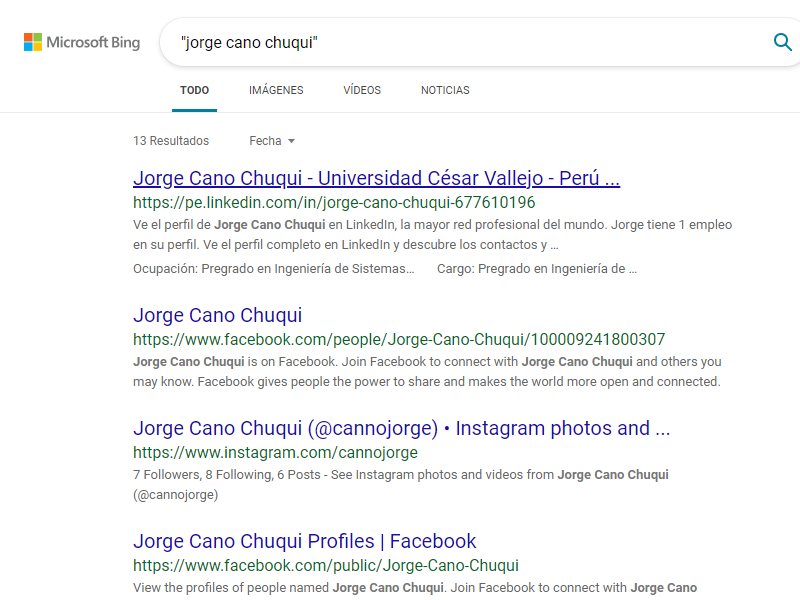 Microsoft Bing
"jorge cano chuqui"
TODO IMÁGENES VÍDEOS NOTICIAS
13 Resultados Fecha
Jorge Cano Chuqui - Universidad César Vallejo - Perú ...
https://pe.linkedin.com/in/jorge-cano-chuqui-677610196
Ve el perfil de Jorge Cano Chuqui en LinkedIn, la mayor red profesional del mundo. Jorge tiene 1 empleo
en su perfil. Ve el perfil completo en LinkedIn y descubre los contactos y ...
Ocupación: Pregrado en Ingeniería de Sistemas... Cargo: Pregrado en Ingeniería de ...
Jorge Cano Chuqui
https://www.facebook.com/people/Jorge-Cano-Chuqui/100009241800307
Jorge Cano Chuqui is on Facebook. Join Facebook to connect with Jorge Cano Chuqui and others you
may know. Facebook gives people the power to share and makes the world more open and connected.
Jorge Cano Chuqui (@cannojorge) • Instagram photos and ...
https://www.instagram.com/cannojorge
7 Followers, 8 Following, 6 Posts - See Instagram photos and videos from Jorge Cano Chuqui
(@cannojorge)
Jorge Cano Chuqui Profiles | Facebook
https://www.facebook.com/public/Jorge-Cano-Chuqui
View the profiles of people named Jorge Cano Chuqui. Join Facebook to connect with Jorge Cano